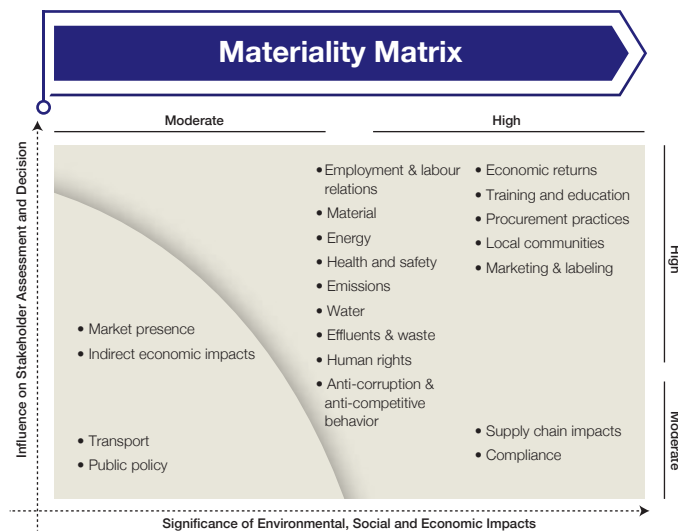 Materiality Matrix
Moderate
High
Influence on Stakeholder Assessment and Decision
• Employment & labour
relations
• Material
• Energy
• Health and safety
• Emissions
• Water
• Effluents & waste
• Human rights
• Anti-corruption &
anti-competitive
behavior
• Economic returns
• Training and education
• Procurement practices
• Local communities
• Marketing & labeling
• Market presence
• Indirect economic impacts
• Transport
• Public policy
• Supply chain impacts
• Compliance
High
Moderate
Significance of Environmental, Social and Economic Impacts